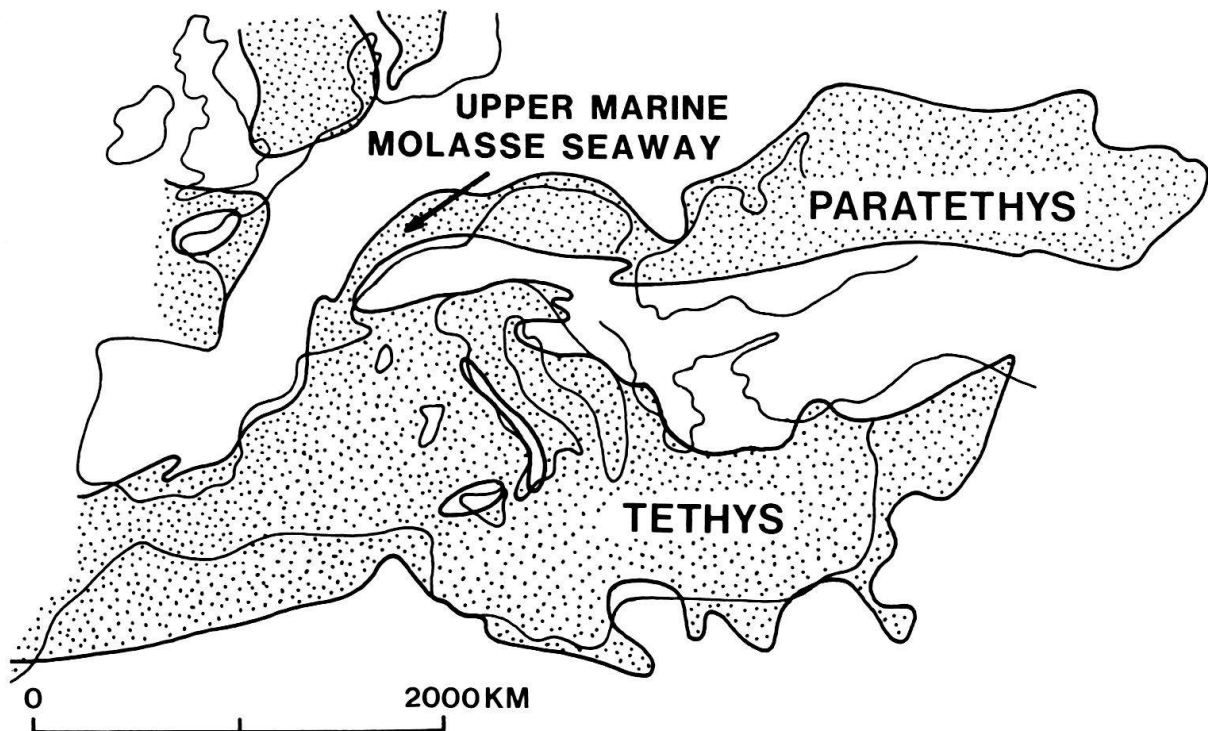 UPPER MARINE
MOLASSE SEAWAY
PARATETHYS
TETHYS
0 2000 KM